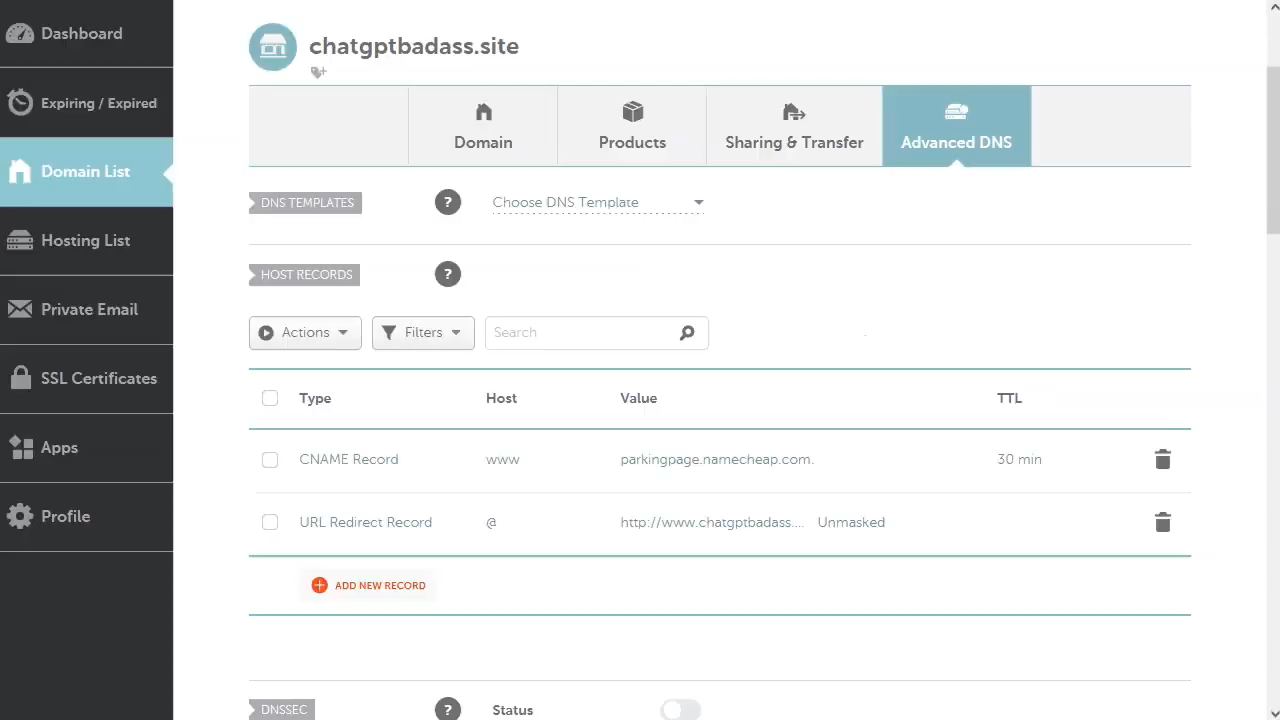 Dashboard
Expiring / Expired
Domain List
Hosting List
Private Email
SSL Certificates
Apps
Profile
chatgptbadass.site
Domain
Products
Sharing & Transfer
Advanced DNS
DNS TEMPLATES ? Choose DNS Template
HOST RECORDS ?
Actions Filters Search
Type Host Value TTL
CNAME Record www parkingpage.namecheap.com. 30 min
URL Redirect Record @ http://www.chatgptbadass.... Unmasked
ADD NEW RECORD
DNSSEC ? Status